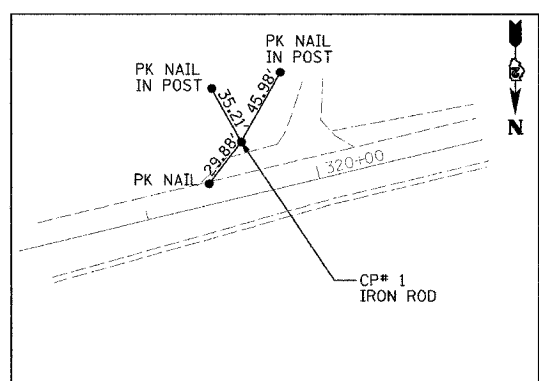 PK NAIL
IN POST
PK NAIL
IN POST
45.98'
35.21'
29.88'
PK NAIL
320+00
N
CP# 1
IRON ROD